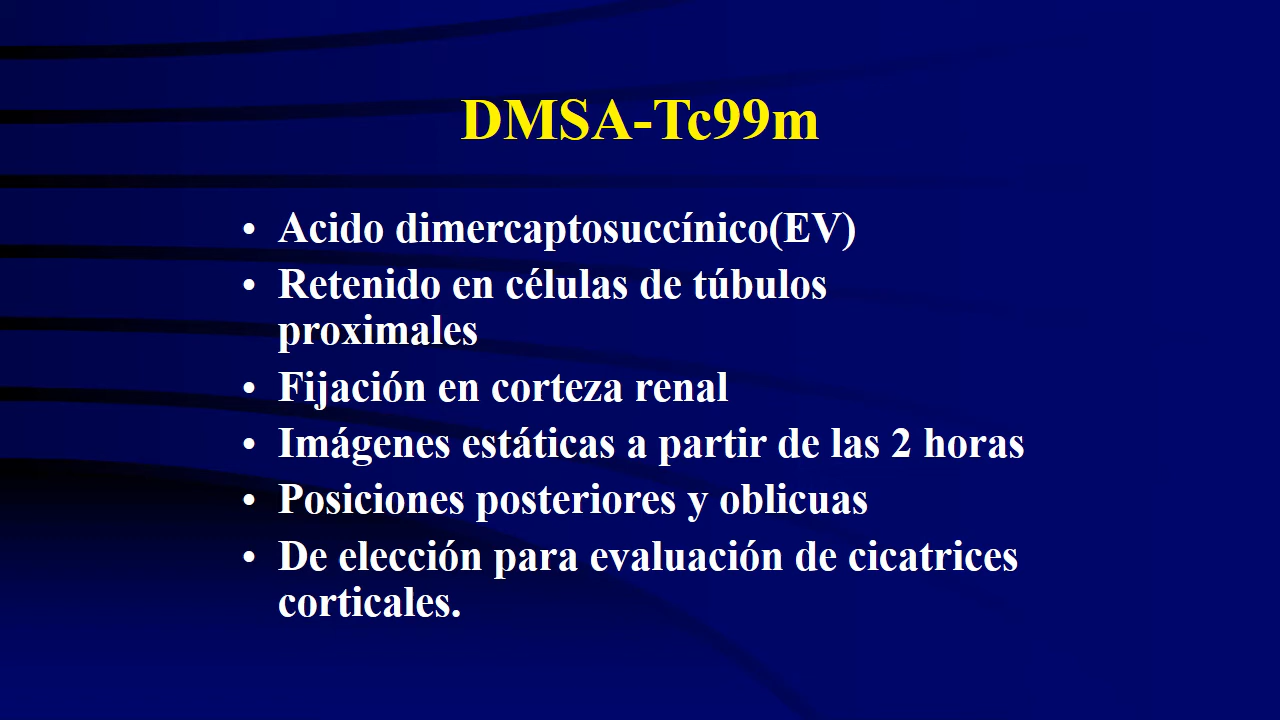 DMSA-Tc99m
• Acido dimercaptosuccínico(EV)
• Retenido en células de túbulos
proximales
• Fijación en corteza renal
• Imágenes estáticas a partir de las 2 horas
• Posiciones posteriores y oblicuas
• De elección para evaluación de cicatrices
corticales.